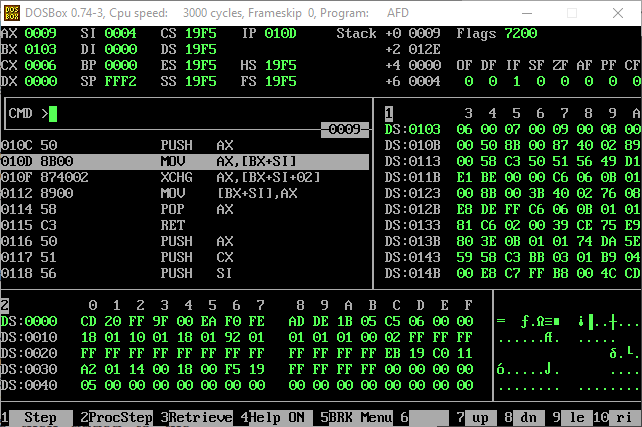 DOSBox 0.74-3, Cpu speed: 3000 cycles, Frameskip 0, Program: AFD
AX 0009 SI 0004 CS 19F5 IP 010D Stack +0 0009 Flags 7200
BX 0103 DI 0000 DS 19F5 +2 012E
CX 0006 BP 0000 ES 19F5 HS 19F5 +4 0000 OF DF IF SF ZF AF PF CF
DX 0000 SP FFF2 SS 19F5 FS 19F5 +6 0004 0 0 1 0 0 0 0 0
CMD > 1 3 4 5 6 7 8 9 A
0009 DS:0103 06 00 07 00 09 00 08 00
010C 50 PUSH AX DS:010B 00 50 8B 00 87 40 02 89
010D 8B00 MOV AX,[BX+SI] DS:0113 00 58 C3 50 51 56 49 D1
010F 874002 XCHG AX,[BX+SI+02] DS:011B E1 BE 00 00 C6 06 0B 01
0112 8900 MOV [BX+SI],AX DS:0123 00 8B 00 3B 40 02 76 08
0114 58 POP AX DS:012B E8 DE FF C6 06 0B 01 01
0115 C3 RET DS:0133 81 C6 02 00 39 CE 75 E9
0116 50 PUSH AX DS:013B 80 3E 0B 01 01 74 DA 5E
0117 51 PUSH CX DS:0143 59 58 C3 BB 03 01 B9 04
0118 56 PUSH SI DS:014B 00 E8 C7 FF B8 00 4C CD
2 0 1 2 3 4 5 6 7 8 9 A B C D E F
DS:0000 CD 20 FF 9F 00 EA F0 FE AD DE 1B 05 C5 06 00 00
DS:0010 18 01 10 01 18 01 92 01 01 01 01 00 02 FF FF FF
DS:0020 FF FF FF FF FF FF FF FF FF FF FF FF EB 19 C0 11
DS:0030 A2 01 14 00 18 00 F5 19 FF FF FF FF 00 00 00 00
DS:0040 05 00 00 00 00 00 00 00 00 00 00 00 00 00 00 00
1 Step 2ProcStep 3Retrieve 4Help ON 5BRK Menu 6 7 up 8 dn 9 le 10 ri